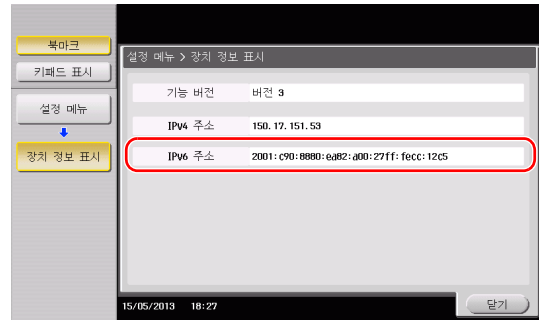 북마크
키패드 표시
설정 메뉴
장치 정보 표시
설정 메뉴 > 장치 정보 표시
기능 버전 버전 3
IPv4 주소 150. 17. 151. 53
IPv6 주소 2001:c90:8880:ea82:a00:27ff:fecc:12c5
15/05/2013 18:27
닫기